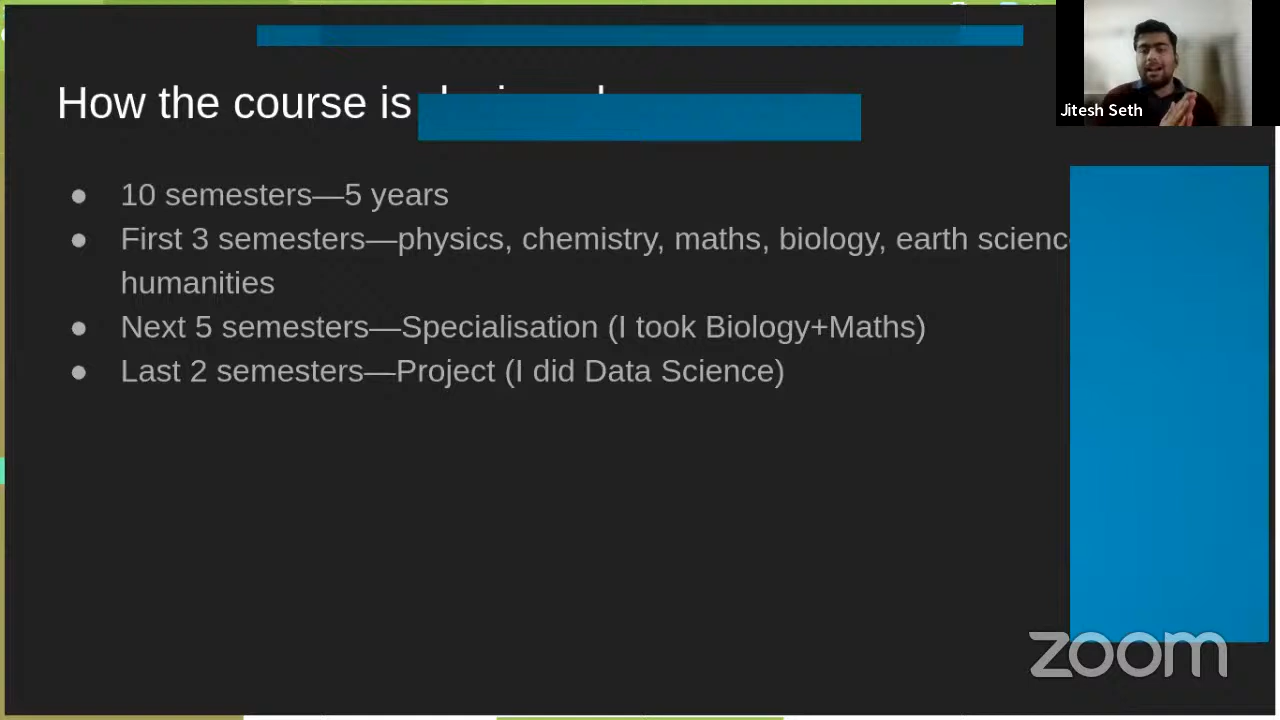 How the course is
Jitesh Seth
● 10 semesters—5 years
● First 3 semesters—physics, chemistry, maths, biology, earth
humanities
● Next 5 semesters—Specialisation (I took Biology+Maths)
● Last 2 semesters—Project (I did Data Science)
zoom